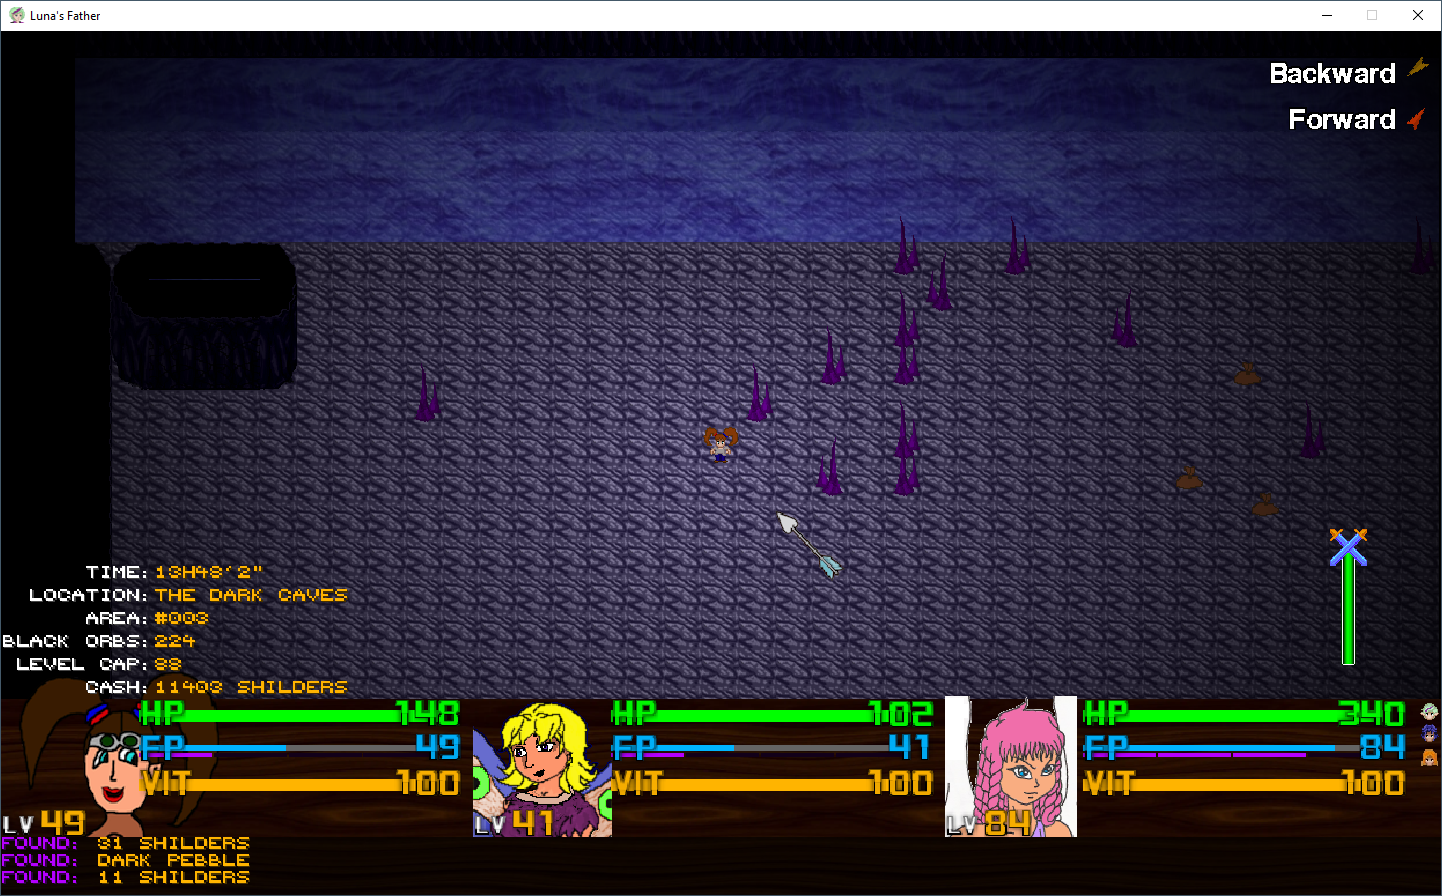 Luna's Father
Backward
Forward
TIME: 13H48'2"
LOCATION: THE DARK CAVES
AREA: #003
BLACK ORBS: 224
LEVEL CAP: 99
CASH: 11403 SHILDERS
HP 148
FP 49
VIT 100
LV 49
HP 102
FP 41
VIT 100
LV 41
HP 340
FP 84
VIT 100
LV 84
FOUND: 31 SHILDERS
FOUND: DARK PEBBLE
FOUND: 11 SHILDERS